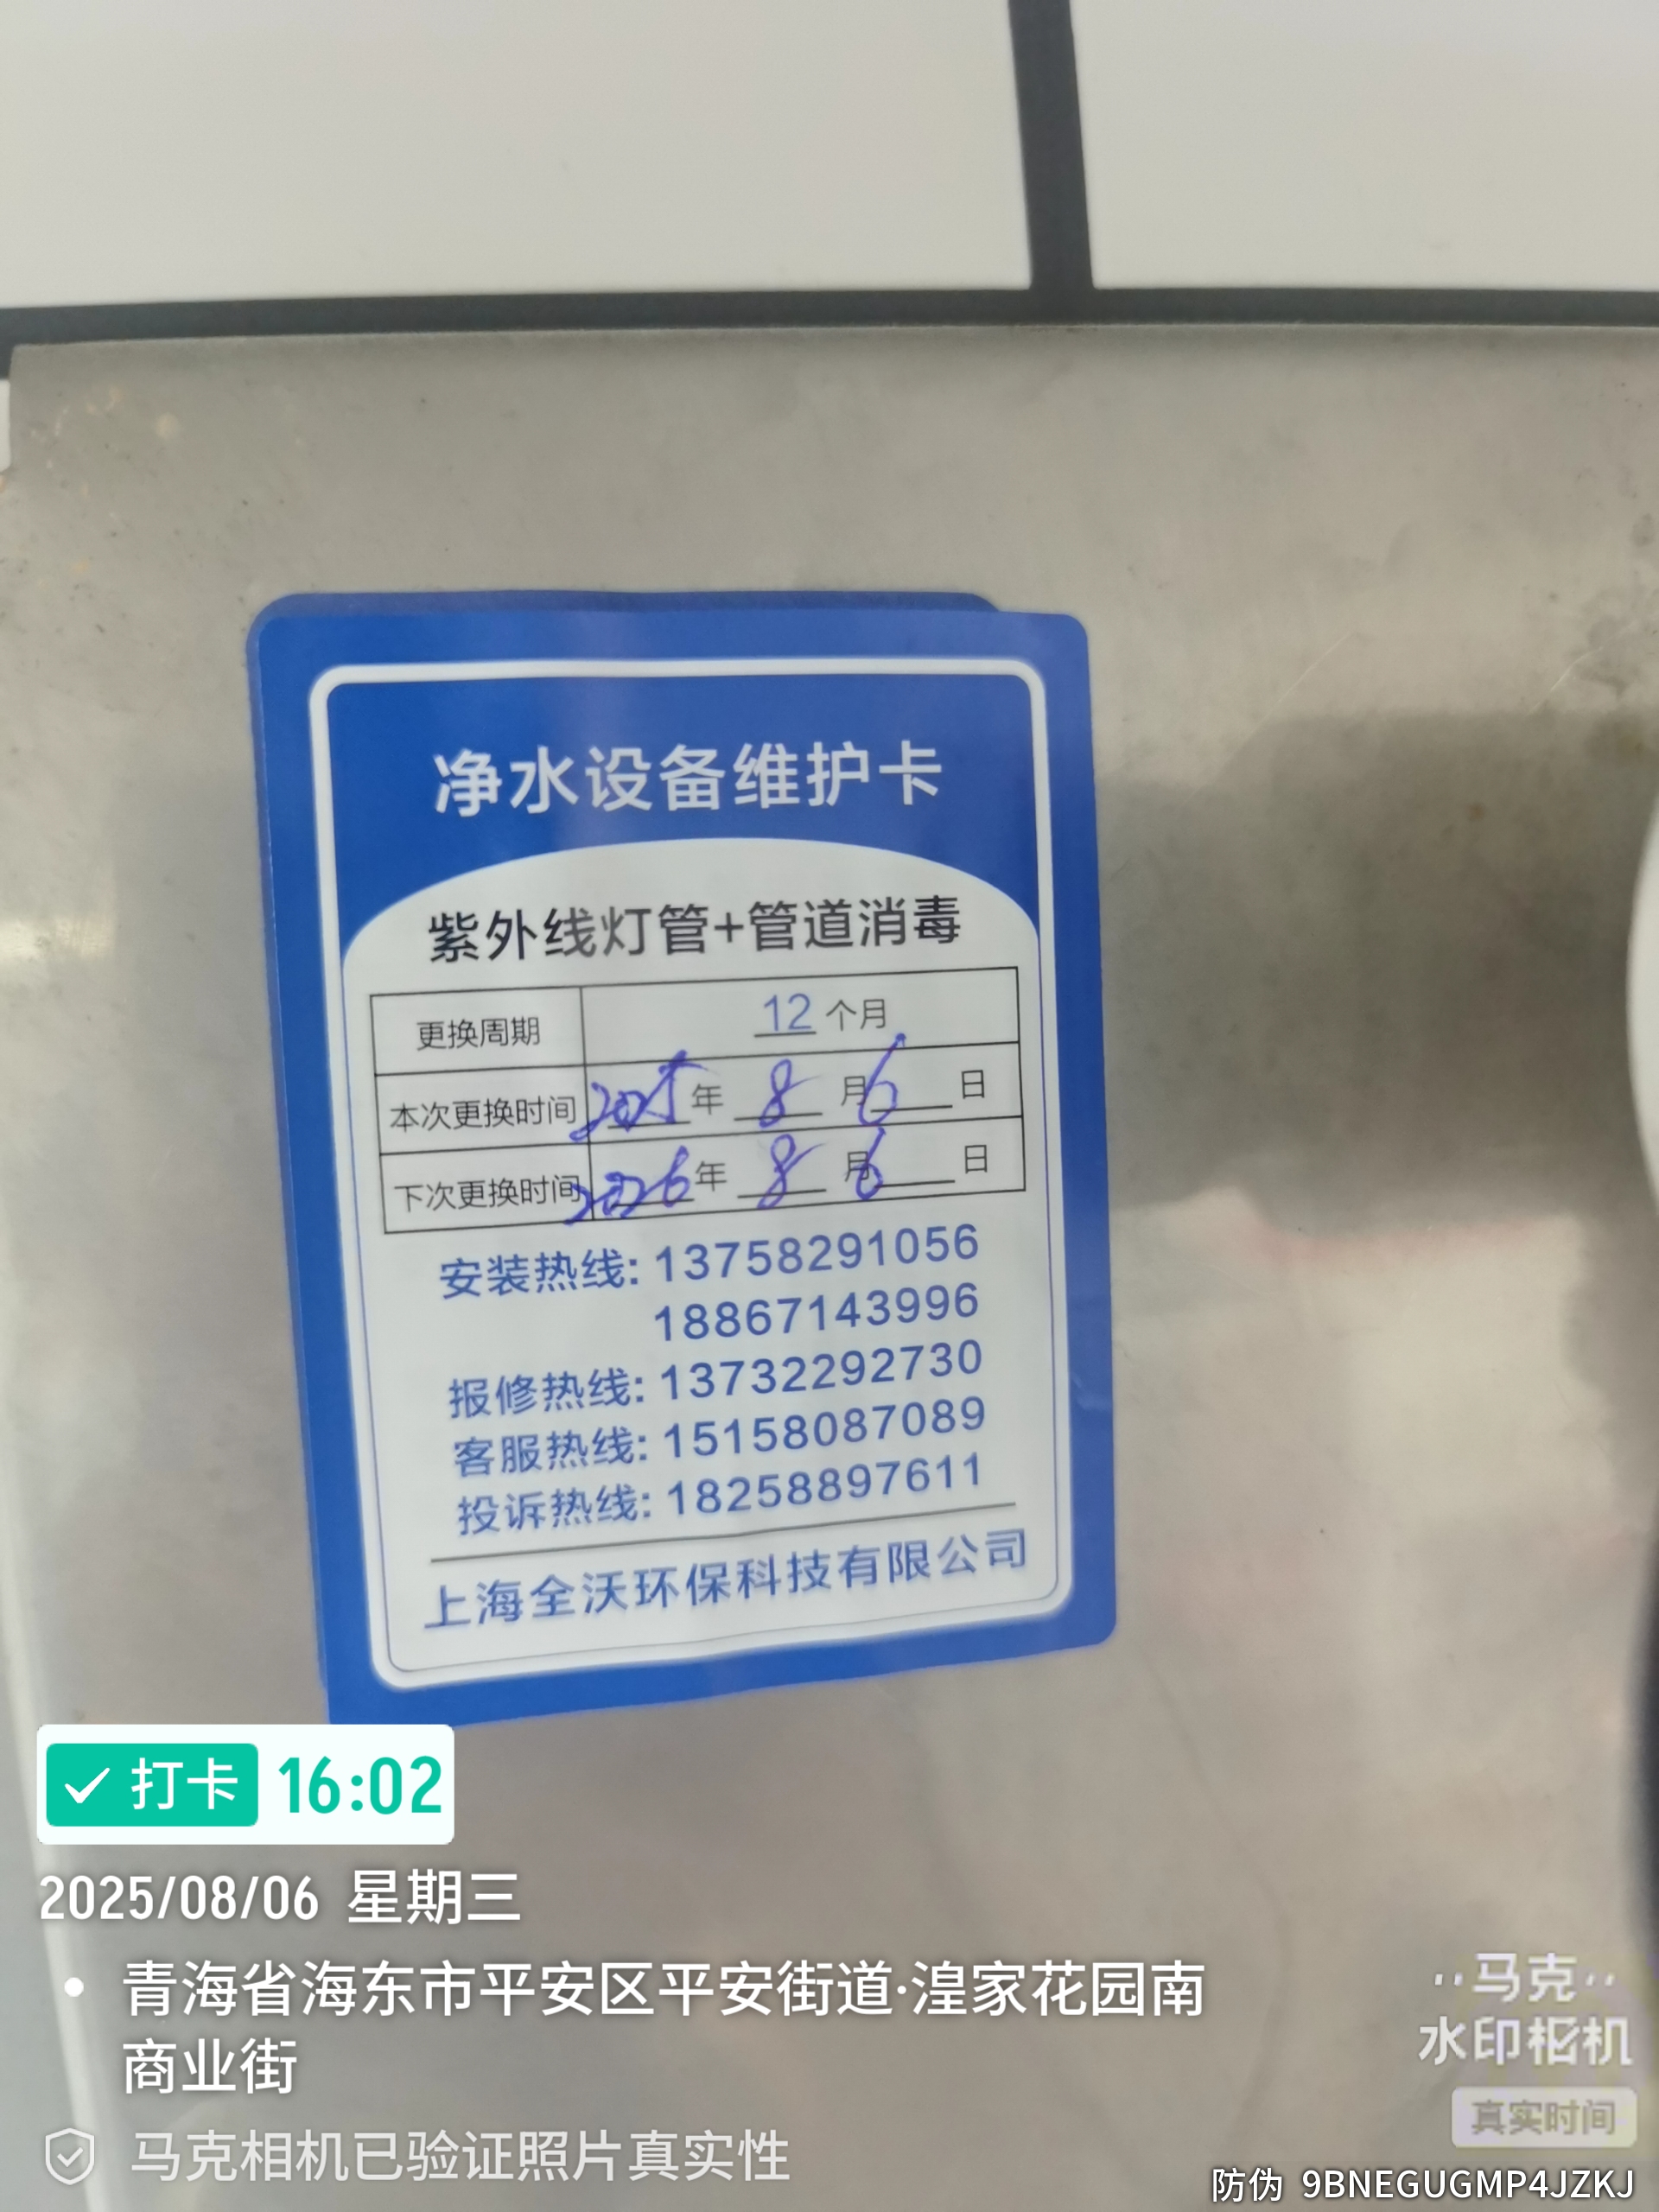 净水设备维护卡
紫外线灯管+管道消毒
更换周期 12 个月
本次更换时间 2025 年 8 月 6 日
下次更换时间 2026 年 8 月 6 日
安装热线: 13758291056
18867143996
报修热线: 13732292730
客服热线: 15158087089
投诉热线: 18258897611
上海全沃环保科技有限公司
打卡 16:02
2025/08/06 星期三
青海省海东市平安区平安街道·湟家花园南
商业街
马克相机已验证照片真实性
马克
水印相机
真实时间
防伪 9BNEGUGMP4JZKJ